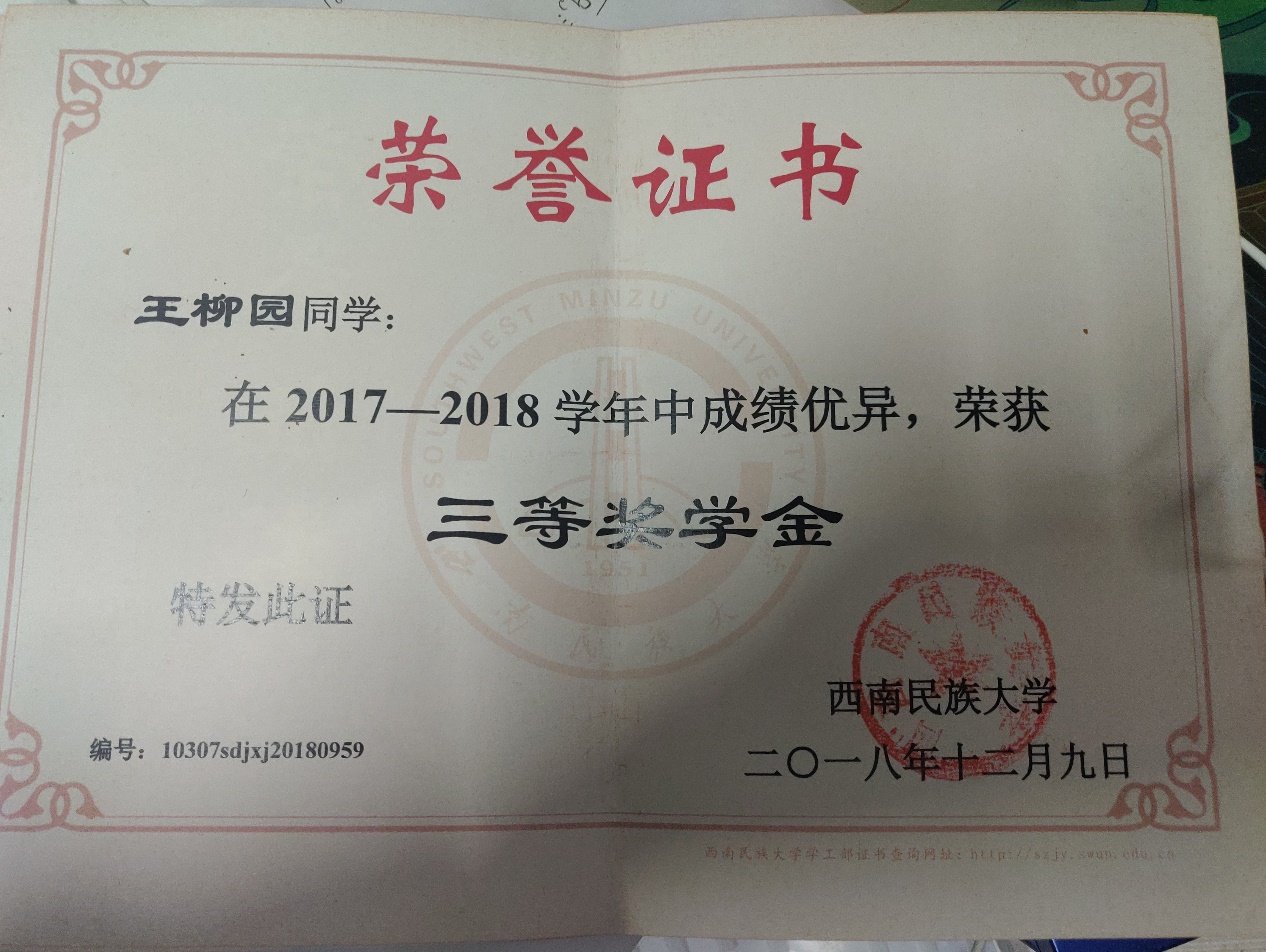 荣誉证书
王柳园同学：
在 2017—2018 学年中成绩优异，荣获
三等奖学金
特发此证
SOUTHWEST MINZU UNIVERSITY
1951
西南民族大学
二〇一八年十二月九日
编号：10307sdjxj20180959
西南民族大学学工部证书查询网址：http://szjy.swun.edu.cn